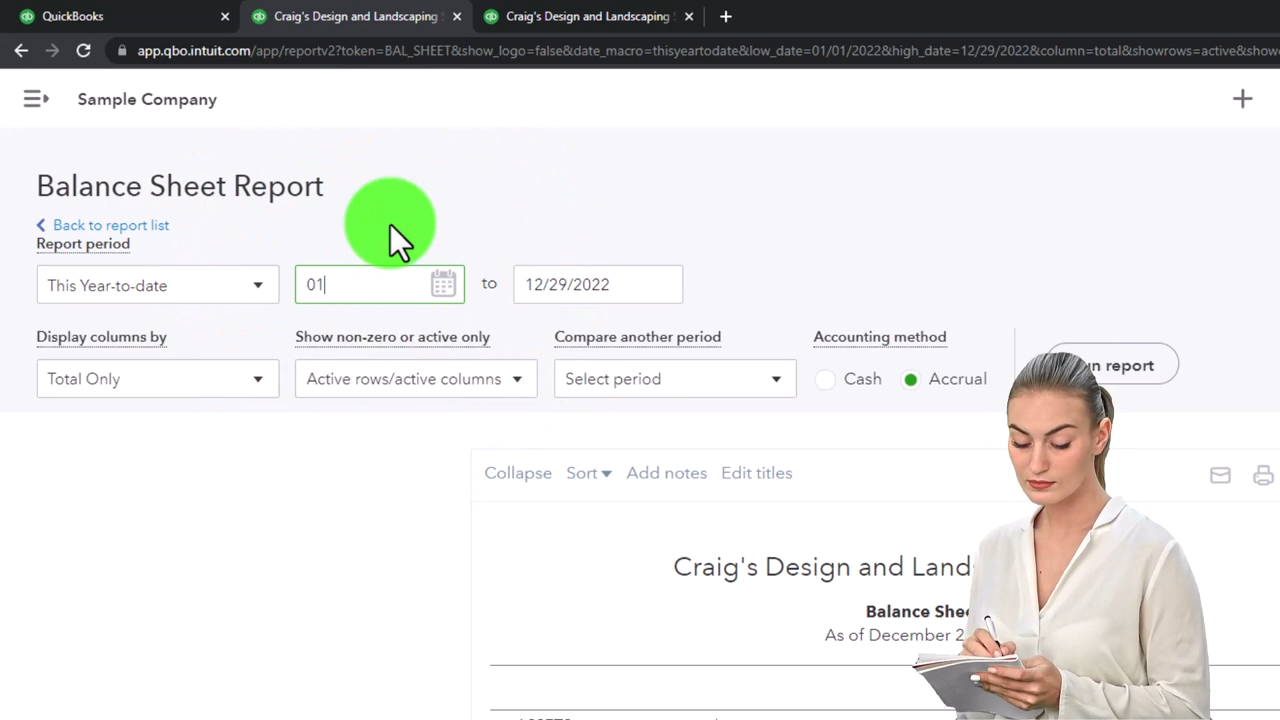 QuickBooks
Craig's Design and Landscaping
Craig's Design and Landscaping
app.qbo.intuit.com/app/reportv2?token=BAL_SHEET&show_logo=false&date_macro=thisyeartodate&low_date=01/01/2022&high_date=12/29/2022&column=total&showrows=active&show
Sample Company
Balance Sheet Report
Back to report list
Report period
This Year-to-date
01
to
12/29/2022
Display columns by
Show non-zero or active only
Compare another period
Accounting method
Total Only
Active rows/active columns
Select period
Cash
Accrual
n report
Collapse
Sort
Add notes
Edit titles
Craig's Design and Land
Balance Shee
As of December 2